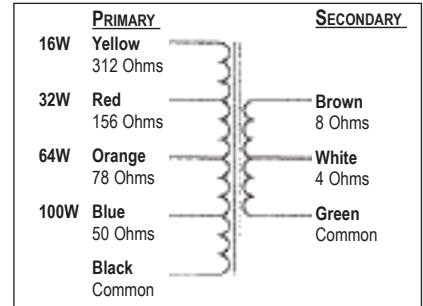 PRIMARY
SECONDARY
16W Yellow
312 Ohms
32W Red
156 Ohms
Brown
8 Ohms
64W Orange
78 Ohms
White
4 Ohms
100W Blue
50 Ohms
Green
Common
Black
Common